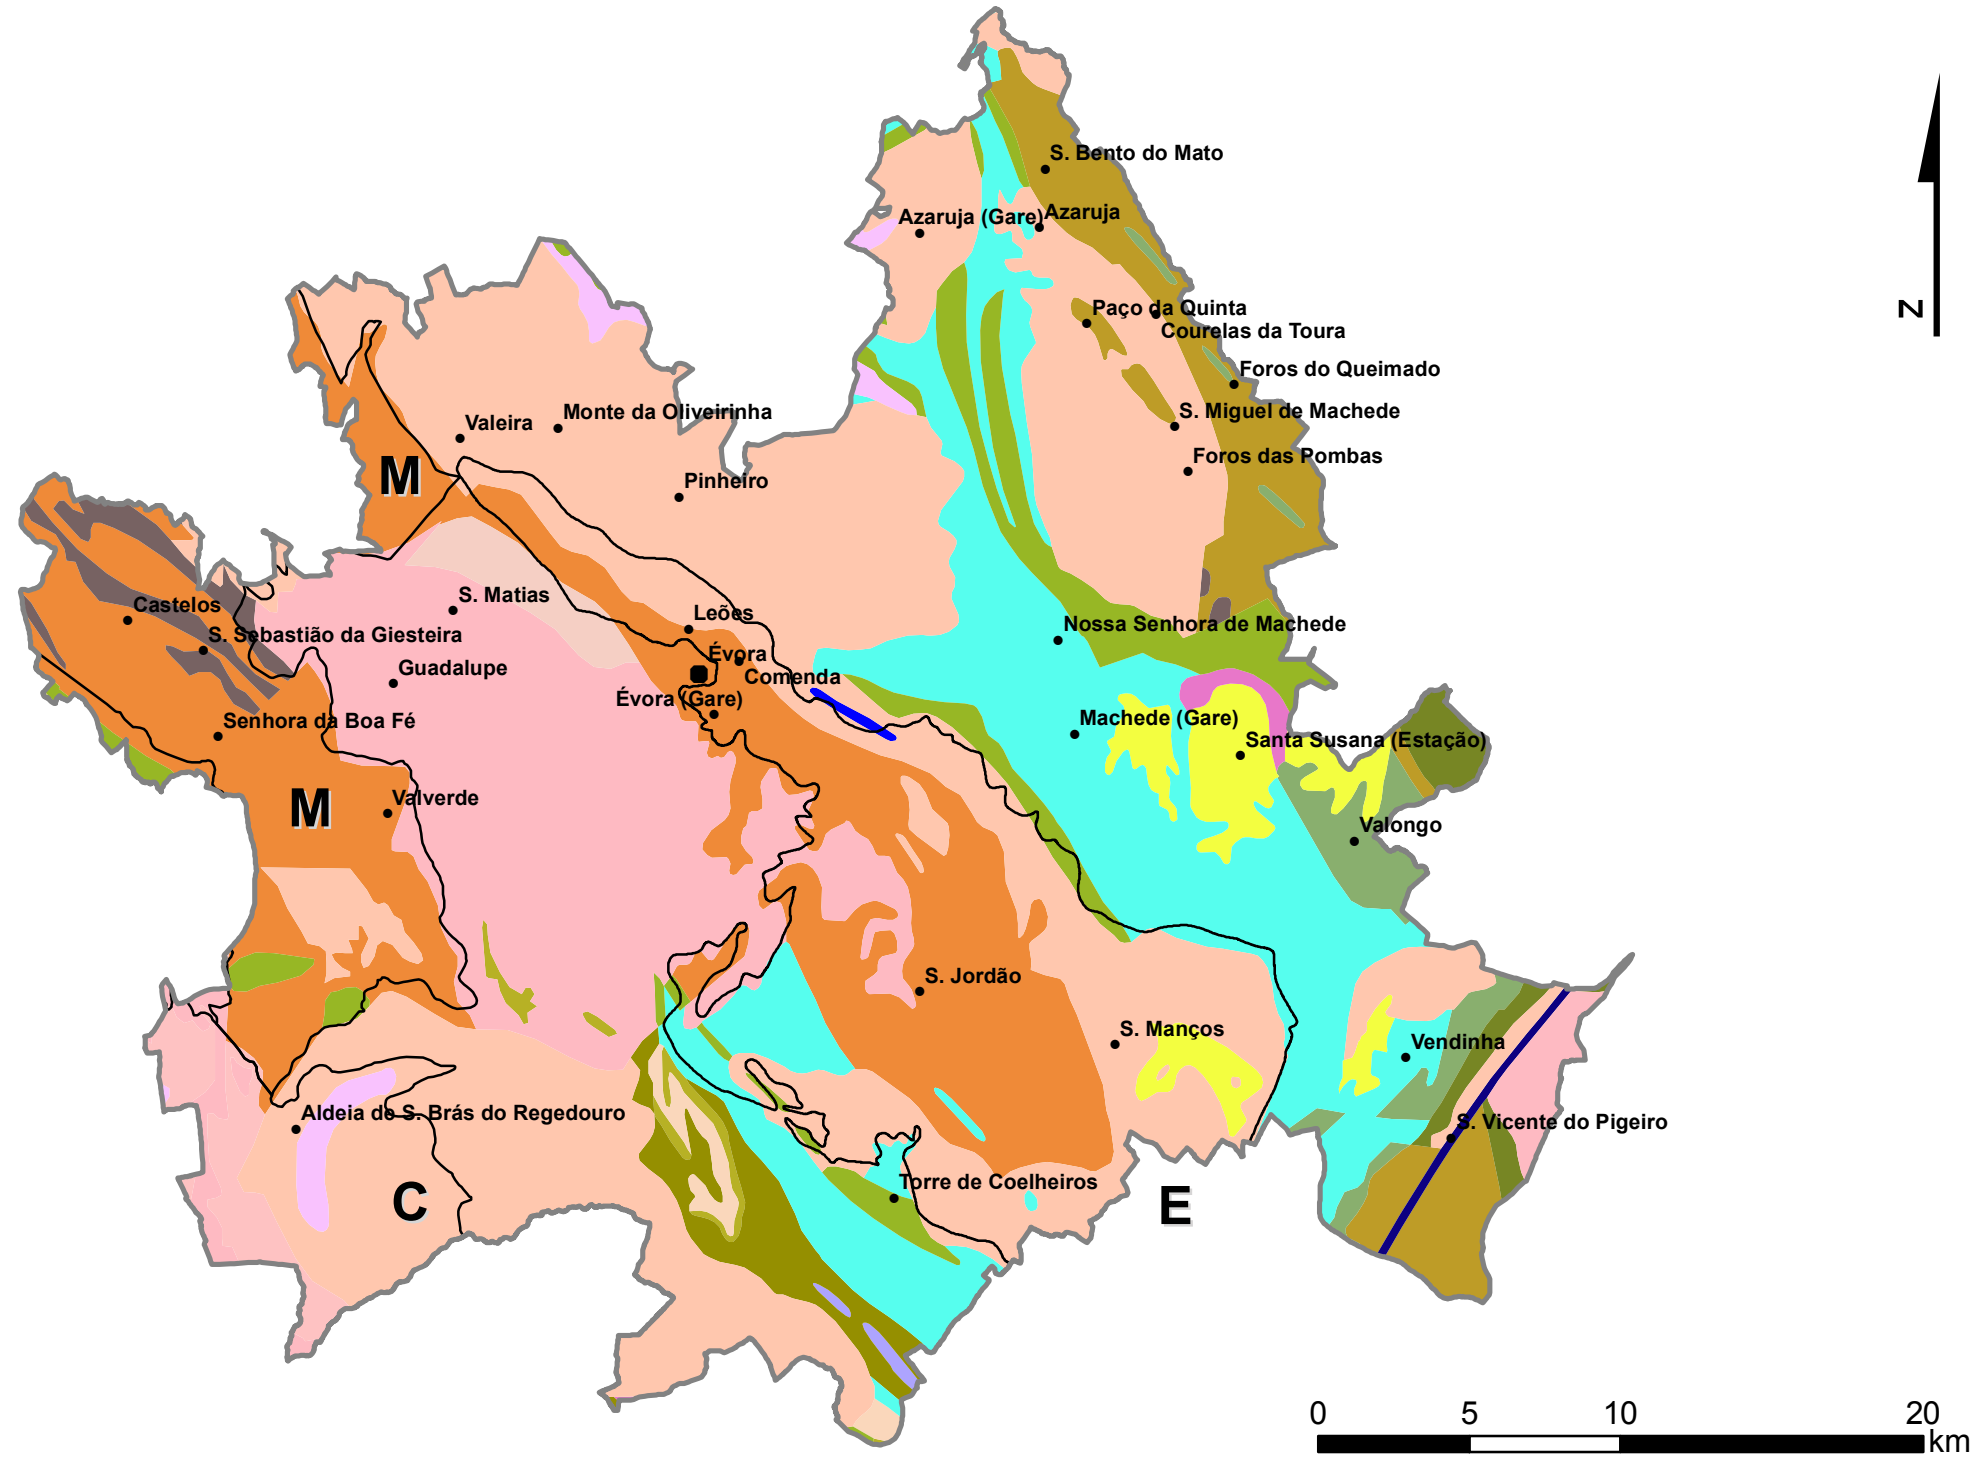 S. Bento do Mato
Azaruja (Gare)
Azaruja
N
Paço da Quinta
Courelas da Toura
Foros do Queimado
Monte da Oliveirinha
S. Miguel de Machede
Valeira
Foros das Pombas
M
Pinheiro
S. Matias
Castelos
Leões
Nossa Senhora de Machede
S. Sebastião da Giesteira
Évora
Guadalupe
Comenda
Évora (Gare)
Senhora da Boa Fé
Machede (Gare)
Santa Susana (Estação)
M
Valverde
Valongo
S. Jordão
S. Manços
Vendinha
Aldeia de S. Brás do Regedouro
S. Vicente do Pigeiro
Torre de Coelheiros
C
E
0 5 10 20
km